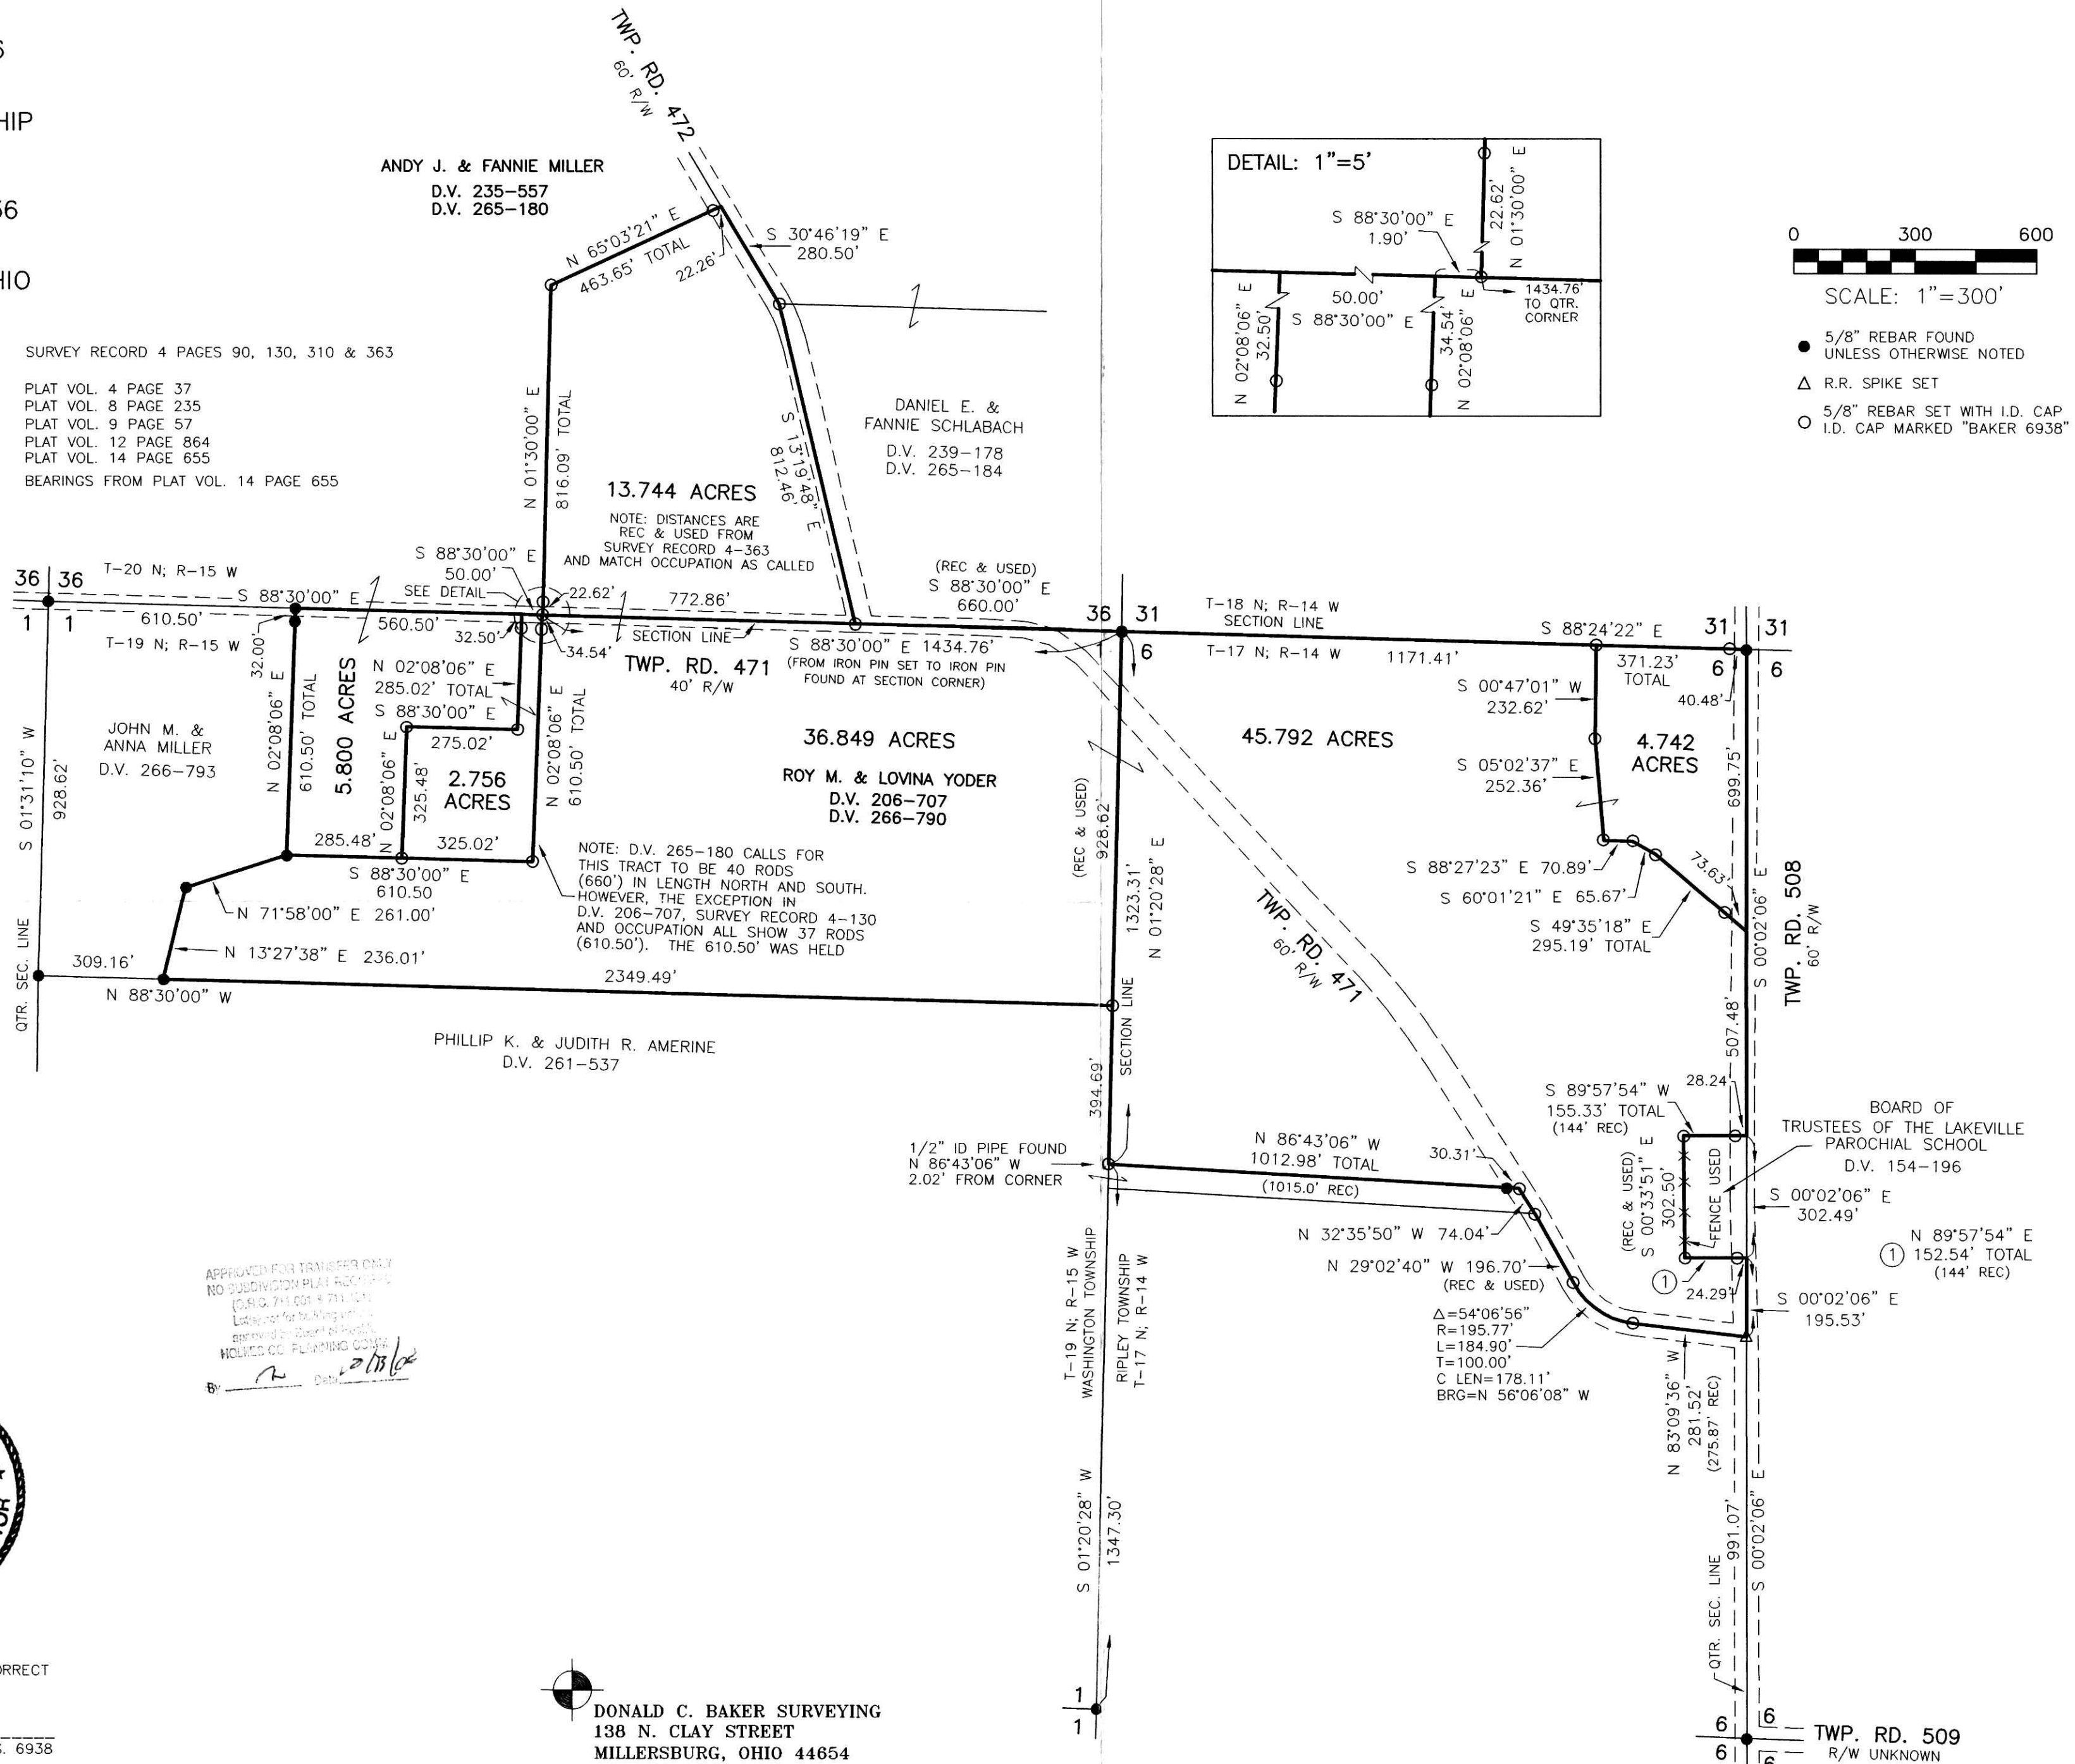 HIP
HIO
SURVEY RECORD 4 PAGES 90, 130, 310 & 363
PLAT VOL. 4 PAGE 37
PLAT VOL. 8 PAGE 235
PLAT VOL. 9 PAGE 57
PLAT VOL. 12 PAGE 864
PLAT VOL. 14 PAGE 655
BEARINGS FROM PLAT VOL. 14 PAGE 655
TWP. RD. 472
60' R/W
ANDY J. & FANNIE MILLER
D.V. 235-557
D.V. 265-180
N 65°03'21" E
463.65' TOTAL
22.26'
S 30°46'19" E
280.50'
N 01°30'00" E
816.09' TOTAL
S 13°19'48" E
812.46'
DANIEL E. &
FANNIE SCHLABACH
D.V. 239-178
D.V. 265-184
13.744 ACRES
NOTE: DISTANCES ARE
REC & USED FROM
SURVEY RECORD 4-363
AND MATCH OCCUPATION AS CALLED
DETAIL: 1"=5'
S 88°30'00" E
1.90'
22.62'
N 01°30'00" E
50.00'
S 88°30'00" E
N 02°08'06" E
32.50'
34.54'
N 02°08'06" E
1434.76'
TO QTR.
CORNER
0 300 600
SCALE: 1"=300'
5/8" REBAR FOUND
UNLESS OTHERWISE NOTED
R.R. SPIKE SET
5/8" REBAR SET WITH I.D. CAP
I.D. CAP MARKED "BAKER 6938"
36 36
1 1
T-20 N; R-15 W
S 88°30'00" E
610.50'
T-19 N; R-15 W
S 88°30'00" E
50.00'
SEE DETAIL
560.50'
32.50'
22.62'
34.54'
772.86'
SECTION LINE
S 88°30'00" E 1434.76'
(FROM IRON PIN SET TO IRON PIN
FOUND AT SECTION CORNER)
TWP. RD. 471
40' R/W
(REC & USED)
S 88°30'00" E
660.00'
36 31
1 6
T-18 N; R-14 W
SECTION LINE
T-17 N; R-14 W
1171.41'
S 88°24'22" E
371.23'
TOTAL
40.48'
31 31
6 6
32.00'
N 02°08'06" E
610.50' TOTAL
5.800 ACRES
N 02°08'06" E
285.02' TOTAL
S 88°30'00" E
275.02'
N 02°08'06" E
325.48'
2.756
ACRES
N 02°08'06" E
610.50' TOTAL
285.48'
325.02'
S 88°30'00" E
610.50
JOHN M. &
ANNA MILLER
D.V. 266-793
S 01°31'10" W
928.62'
QTR. SEC. LINE
N 71°58'00" E 261.00'
N 13°27'38" E 236.01'
309.16'
N 88°30'00" W
2349.49'
36.849 ACRES
ROY M. & LOVINA YODER
D.V. 206-707
D.V. 266-790
NOTE: D.V. 265-180 CALLS FOR
THIS TRACT TO BE 40 RODS
(660') IN LENGTH NORTH AND SOUTH.
HOWEVER, THE EXCEPTION IN
D.V. 206-707, SURVEY RECORD 4-130
AND OCCUPATION ALL SHOW 37 RODS
(610.50'). THE 610.50' WAS HELD
PHILLIP K. & JUDITH R. AMERINE
D.V. 261-537
(REC & USED)
928.62'
1323.31'
N 01°20'28" E
SECTION LINE
394.69'
45.792 ACRES
TWP. RD. 471
60' R/W
S 00°47'01" W
232.62'
S 05°02'37" E
252.36'
4.742
ACRES
699.75'
S 88°27'23" E 70.89'
S 60°01'21" E 65.67'
S 49°35'18" E
295.19' TOTAL
73.63'
S 00°02'06" E
TWP. RD. 508
60' R/W
507.48'
S 89°57'54" W
155.33' TOTAL
(144' REC)
28.24'
BOARD OF
TRUSTEES OF THE LAKEVILLE
PAROCHIAL SCHOOL
D.V. 154-196
(REC & USED)
S 00°33'51" E
302.50'
FENCE USED
S 00°02'06" E
302.49'
N 89°57'54" E
1 152.54' TOTAL
(144' REC)
1
24.29'
S 00°02'06" E
195.53'
1/2" ID PIPE FOUND
N 86°43'06" W
2.02' FROM CORNER
N 86°43'06" W
1012.98' TOTAL
(1015.0' REC)
30.31'
N 32°35'50" W 74.04'
N 29°02'40" W 196.70'
(REC & USED)
Δ=54°06'56"
R=195.77'
L=184.90'
T=100.00'
C LEN=178.11'
BRG=N 56°06'08" W
N 83°09'36" W
281.52'
(275.87' REC)
T-19 N; R-15 W
WASHINGTON TOWNSHIP
RIPLEY TOWNSHIP
T-17 N; R-14 W
S 01°20'28" W
1347.30'
1
1
991.07'
S 00°02'06" E
QTR. SEC. LINE
6 6
6 6
TWP. RD. 509
R/W UNKNOWN
APPROVED FOR TRANSFER ONLY
HOLMES CO. PLANNING
By Date
ORRECT
6938
DONALD C. BAKER SURVEYING
138 N. CLAY STREET
MILLERSBURG, OHIO 44654